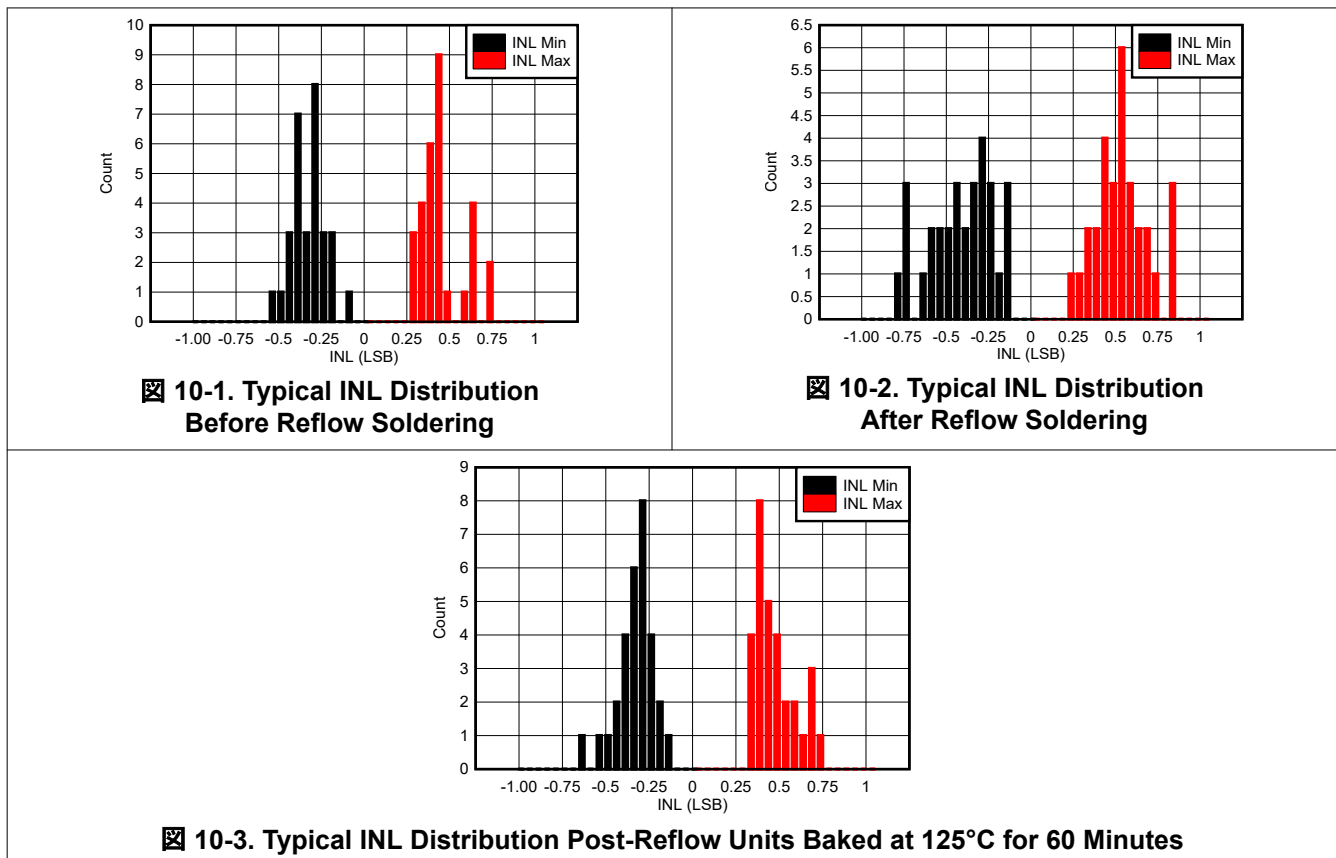 10
9
8
7
6
5
4
3
2
1
0
Count
INL Min
INL Max
-1.00 -0.75 -0.5 -0.25 0 0.25 0.5 0.75 1
INL (LSB)
図 10-1. Typical INL Distribution
Before Reflow Soldering
6.5
6
5.5
5
4.5
4
3.5
3
2.5
2
1.5
1
0.5
0
Count
INL Min
INL Max
-1.00 -0.75 -0.5 -0.25 0 0.25 0.5 0.75 1
INL (LSB)
図 10-2. Typical INL Distribution
After Reflow Soldering
9
8
7
6
5
4
3
2
1
0
Count
INL Min
INL Max
-1.00 -0.75 -0.5 -0.25 0 0.25 0.5 0.75 1
INL (LSB)
図 10-3. Typical INL Distribution Post-Reflow Units Baked at 125°C for 60 Minutes